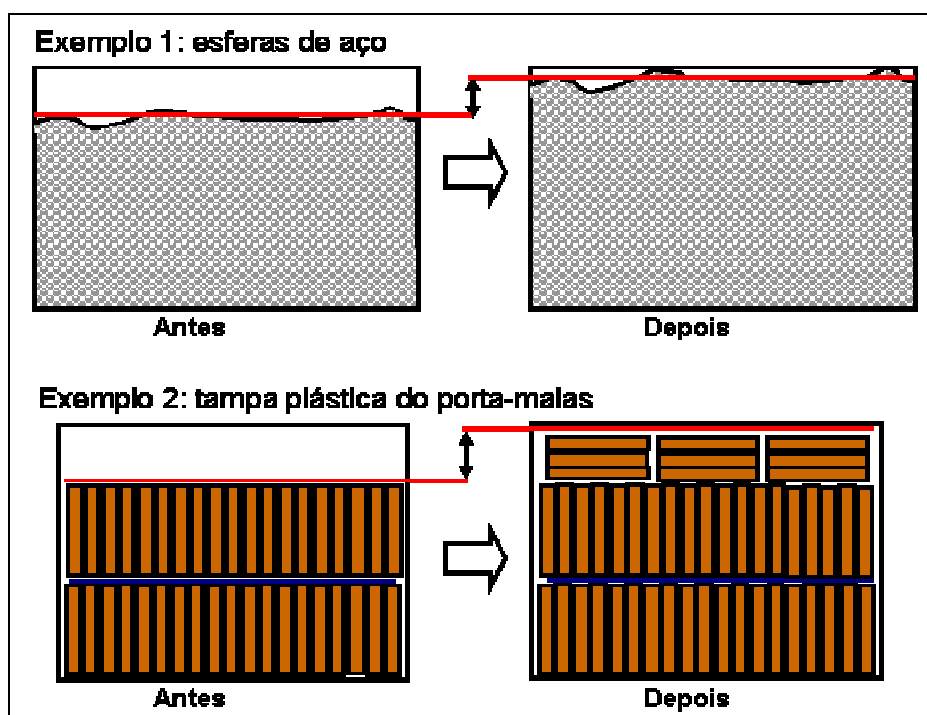 Exemplo 1: esferas de aço
Antes
Depois
Exemplo 2: tampa plástica do porta-malas
Antes
Depois